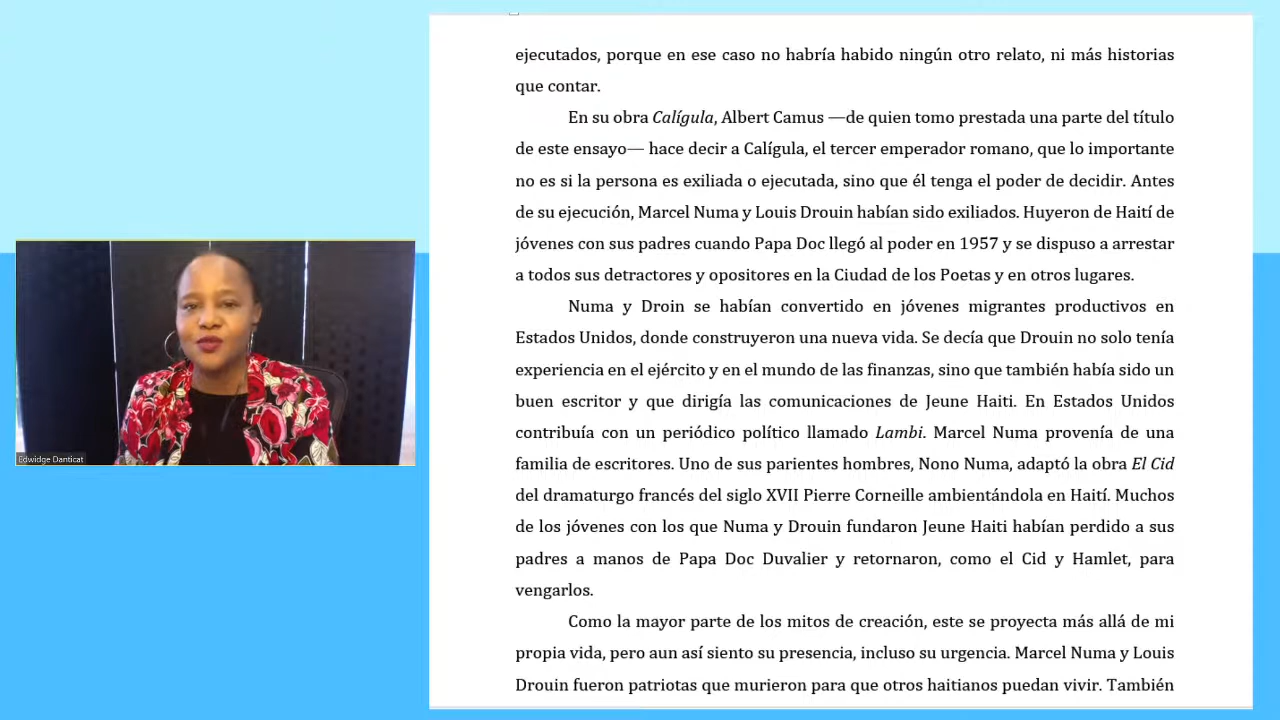 ejecutados, porque en ese caso no habría habido ningún otro relato, ni más historias
que contar.
En su obra Calígula, Albert Camus —de quien tomo prestada una parte del título
de este ensayo— hace decir a Calígula, el tercer emperador romano, que lo importante
no es si la persona es exiliada o ejecutada, sino que él tenga el poder de decidir. Antes
de su ejecución, Marcel Numa y Louis Drouin habían sido exiliados. Huyeron de Haití de
jóvenes con sus padres cuando Papa Doc llegó al poder en 1957 y se dispuso a arrestar
a todos sus detractores y opositores en la Ciudad de los Poetas y en otros lugares.
Numa y Droin se habían convertido en jóvenes migrantes productivos en
Estados Unidos, donde construyeron una nueva vida. Se decía que Drouin no solo tenía
experiencia en el ejército y en el mundo de las finanzas, sino que también había sido un
buen escritor y que dirigía las comunicaciones de Jeune Haiti. En Estados Unidos
contribuía con un periódico político llamado Lambi. Marcel Numa provenía de una
familia de escritores. Uno de sus parientes hombres, Nono Numa, adaptó la obra El Cid
del dramaturgo francés del siglo XVII Pierre Corneille ambientándola en Haití. Muchos
de los jóvenes con los que Numa y Drouin fundaron Jeune Haiti habían perdido a sus
padres a manos de Papa Doc Duvalier y retornaron, como el Cid y Hamlet, para
vengarlos.
Como la mayor parte de los mitos de creación, este se proyecta más allá de mi
propia vida, pero aun así siento su presencia, incluso su urgencia. Marcel Numa y Louis
Drouin fueron patriotas que murieron para que otros haitianos puedan vivir. También
Edwidge Danticat